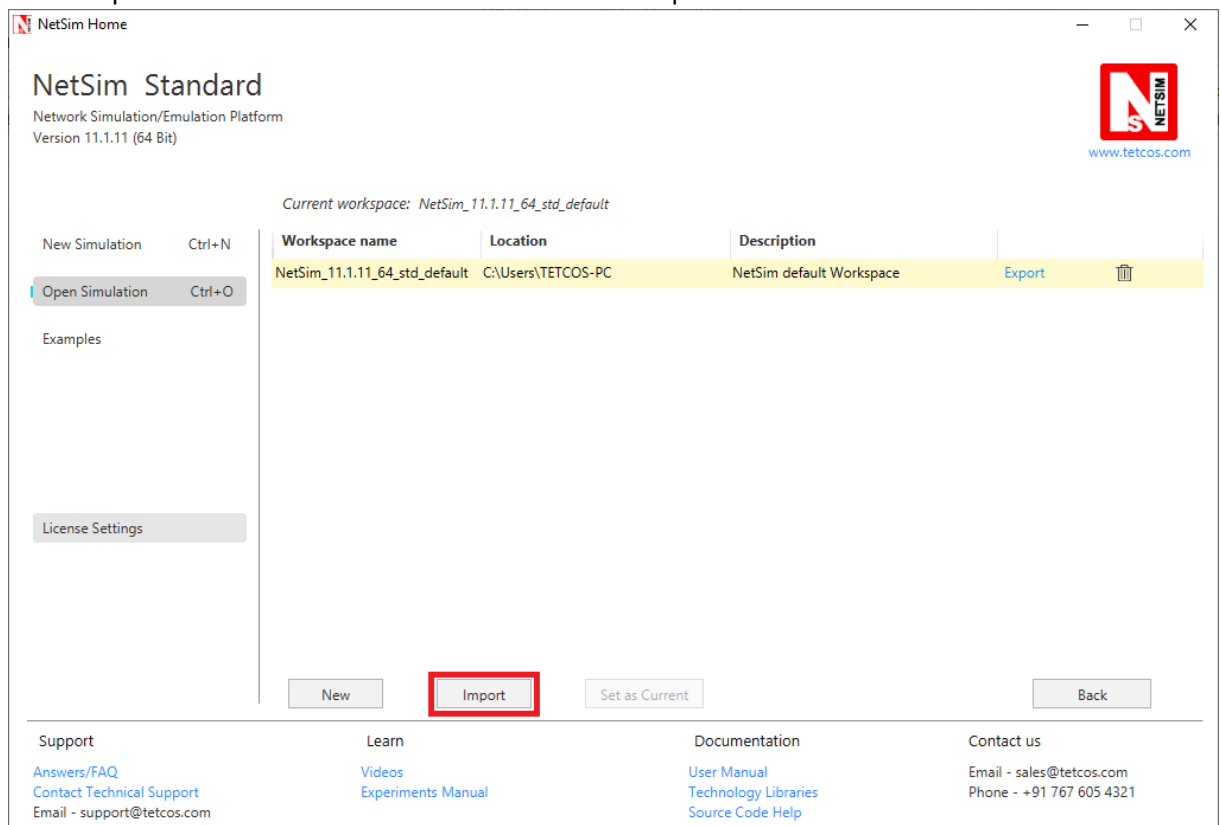 NetSim Home
NetSim Standard
Network Simulation/Emulation Platform
Version 11.1.11 (64 Bit)
N
S NETSIM
www.tetcos.com
Current workspace: NetSim_11.1.11_64_std_default
New Simulation Ctrl+N
Open Simulation Ctrl+O
Examples
License Settings
Workspace name Location Description
NetSim_11.1.11_64_std_default C:\Users\TETCOS-PC NetSim default Workspace Export
New Import Set as Current Back
Support Learn Documentation Contact us
Answers/FAQ Videos User Manual Email - sales@tetcos.com
Contact Technical Support Experiments Manual Technology Libraries Phone - +91 767 605 4321
Email - support@tetcos.com Source Code Help